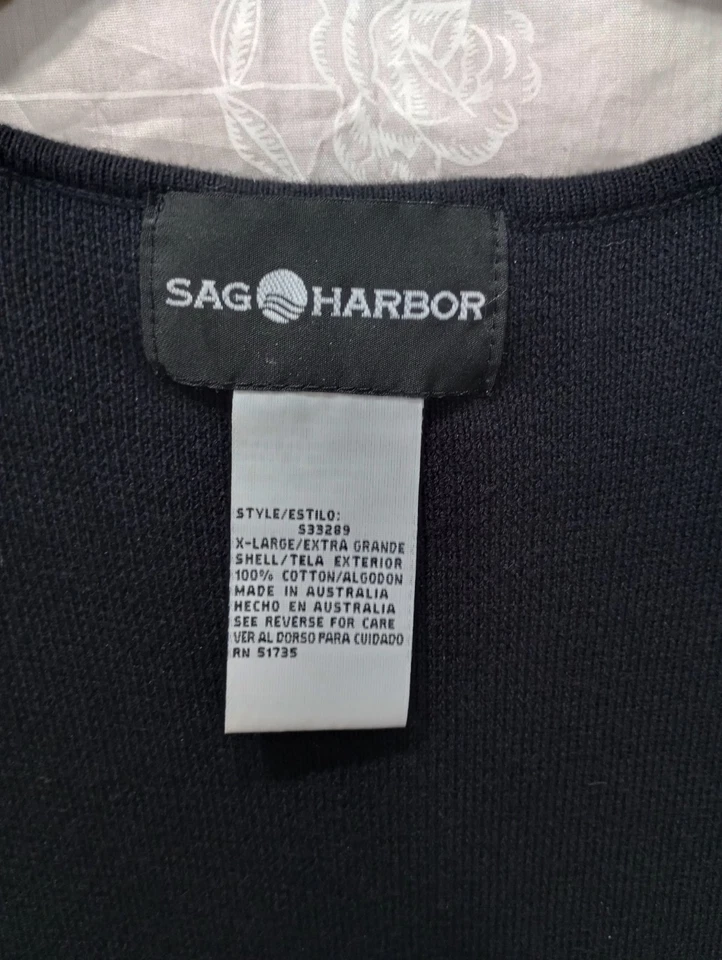 SAG HARBOR
STYLE/ESTILO:
S33289
X-LARGE/EXTRA GRANDE
SHELL/TELA EXTERIOR
100% COTTON/ALGODON
MADE IN AUSTRALIA
HECHO EN AUSTRALIA
SEE REVERSE FOR CARE
VER AL DORSO PARA CUIDADO
RN 51735